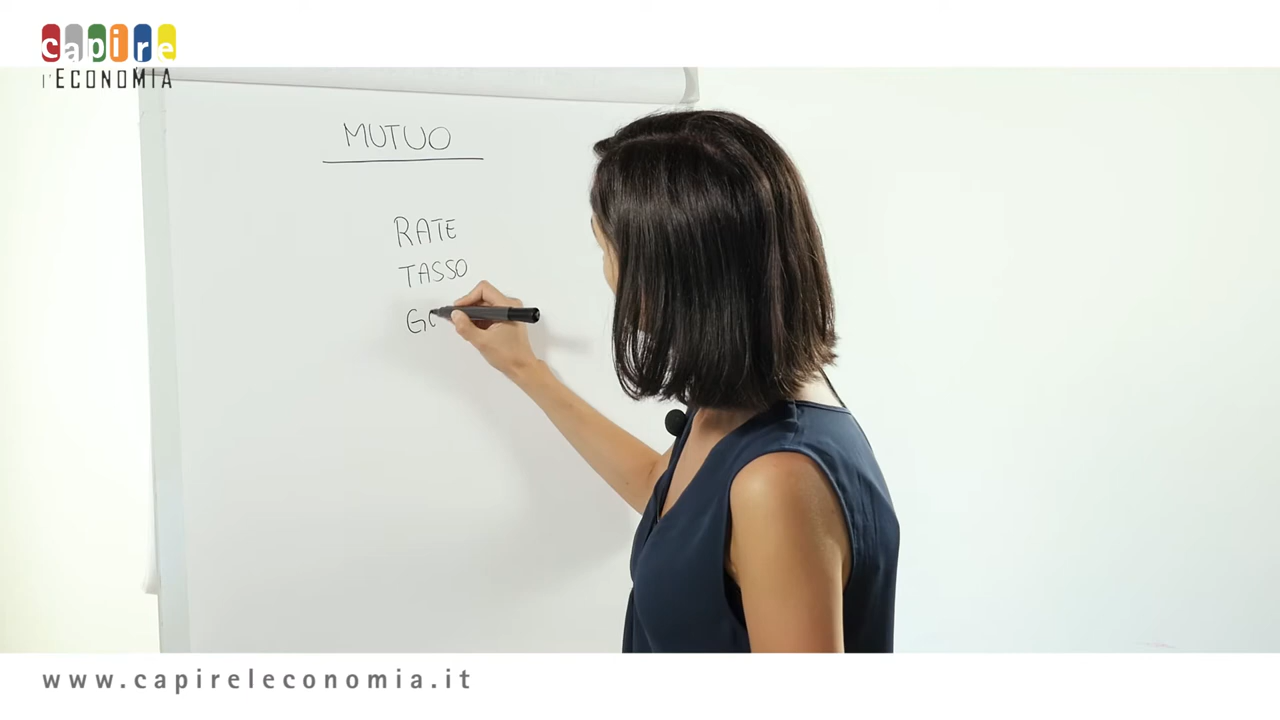 capire
l'ECONOMIA
MUTUO
RATE
TASSO
www.capireleconomia.it